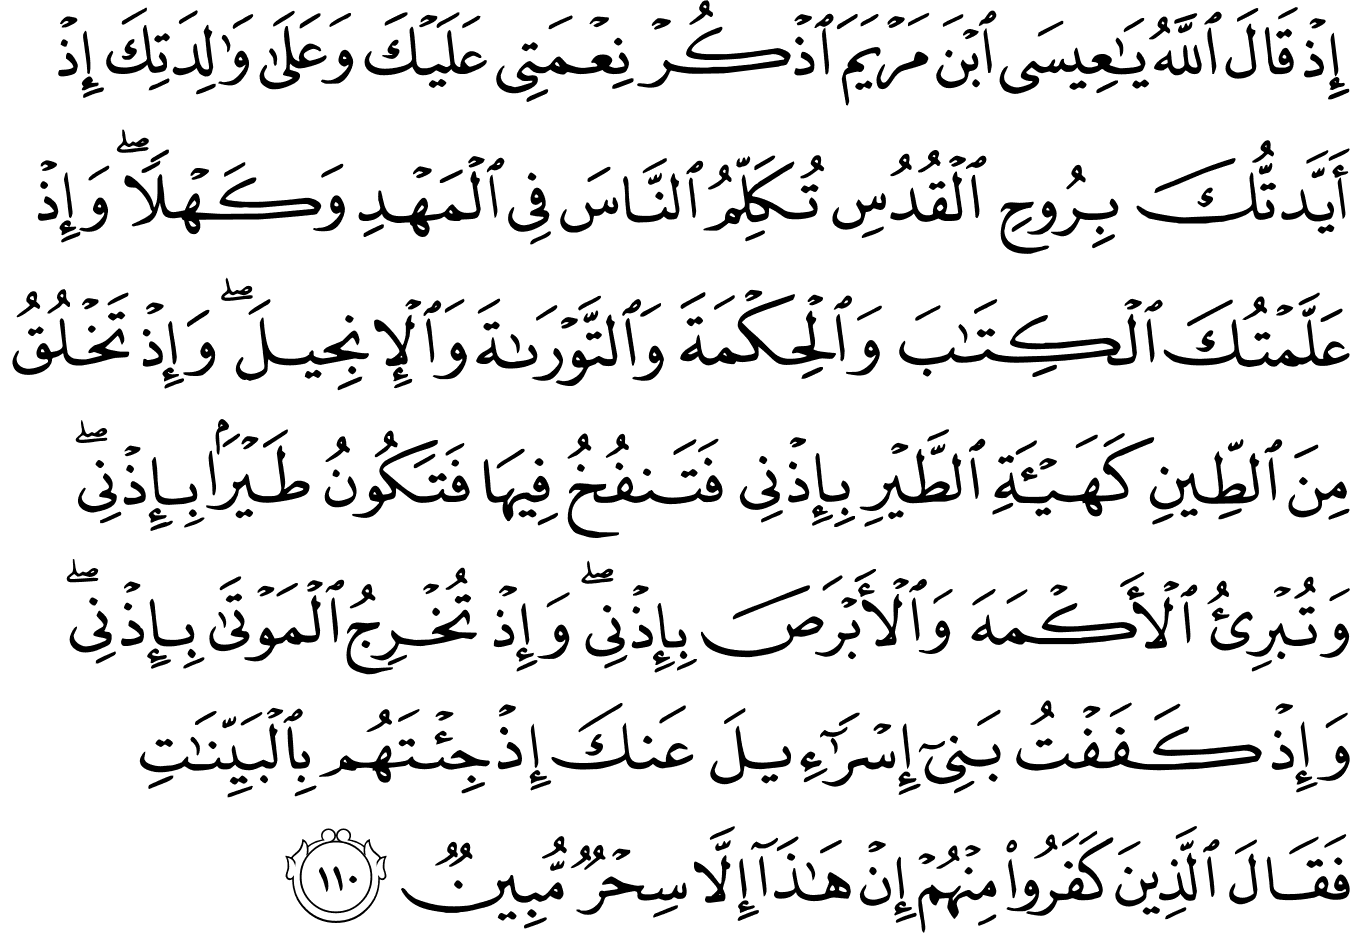 إِذْ قَالَ ٱللَّهُ يَـٰعِيسَى ٱبْنَ مَرْيَمَ ٱذْكُرْ نِعْمَتِى عَلَيْكَ وَعَلَىٰ وَٰلِدَتِكَ إِذْ
أَيَّدتُّكَ بِرُوحِ ٱلْقُدُسِ تُكَلِّمُ ٱلنَّاسَ فِى ٱلْمَهْدِ وَكَهْلًا ۖ وَإِذْ
عَلَّمْتُكَ ٱلْكِتَـٰبَ وَٱلْحِكْمَةَ وَٱلتَّوْرَىٰةَ وَٱلْإِنجِيلَ ۖ وَإِذْ تَخْلُقُ
مِنَ ٱلطِّينِ كَهَيْـَٔةِ ٱلطَّيْرِ بِإِذْنِى فَتَنفُخُ فِيهَا فَتَكُونُ طَيْرًۢا بِإِذْنِى ۖ
وَتُبْرِئُ ٱلْأَكْمَهَ وَٱلْأَبْرَصَ بِإِذْنِى ۖ وَإِذْ تُخْرِجُ ٱلْمَوْتَىٰ بِإِذْنِى ۖ
وَإِذْ كَفَفْتُ بَنِىٓ إِسْرَٰٓءِيلَ عَنكَ إِذْ جِئْتَهُم بِٱلْبَيِّنَـٰتِ
فَقَالَ ٱلَّذِينَ كَفَرُوا۟ مِنْهُمْ إِنْ هَـٰذَآ إِلَّا سِحْرٌ مُّبِينٌ ١١٠